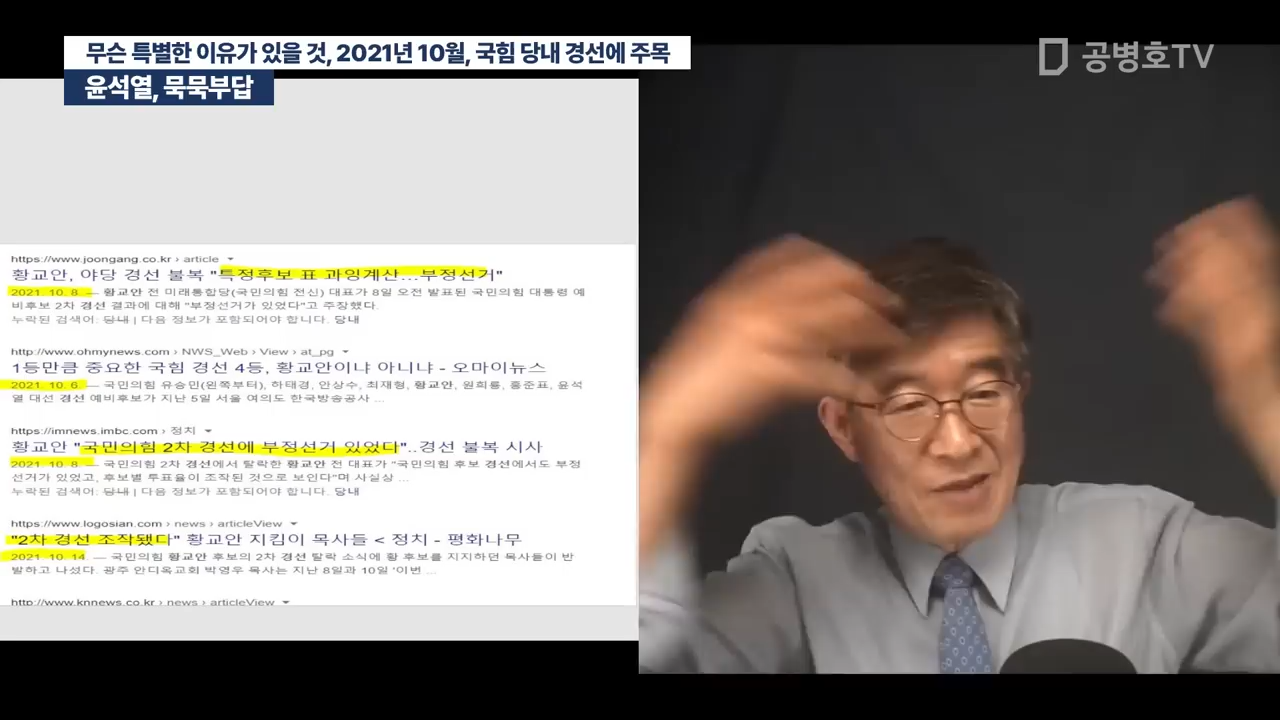 무슨 특별한 이유가 있을 것, 2021년 10월, 국힘 당내 경선에 주목
윤석열, 묵묵부답
공병호TV
https://www.joongang.co.kr › article
황교안, 야당 경선 불복 "특정후보 표 과잉계산...부정선거"
2021. 10. 8. — 황교안 전 미래통합당(국민의힘 전신) 대표가 8일 오전 발표된 국민의힘 대통령 예
비후보 2차 경선 결과에 대해 "부정선거가 있었다"고 주장했다.
누락된 검색어: 당내 | 다음 정보가 포함되어야 합니다. 당내
http://www.ohmynews.com › NWS_Web › View › at_pg
1등만큼 중요한 국힘 경선 4등, 황교안이냐 아니냐 - 오마이뉴스
2021. 10. 6. — 국민의힘 유승민(왼쪽부터), 하태경, 안상수, 최재형, 황교안, 원희룡, 홍준표, 윤석
열 대선 경선 예비후보가 지난 5일 서울 여의도 한국방송공사 ...
https://imnews.imbc.com › 정치
황교안 "국민의힘 2차 경선에 부정선거 있었다"..경선 불복 시사
2021. 10. 8. — 국민의힘 2차 경선에서 탈락한 황교안 전 대표가 "국민의힘 후보 경선에서도 부정
선거가 있었고, 후보별 투표율이 조작된 것으로 보인다"며 사실상 ...
누락된 검색어: 당내 | 다음 정보가 포함되어야 합니다. 당내
https://www.logosian.com › news › articleView
"2차 경선 조작됐다" 황교안 지킴이 목사들 < 정치 - 평화나무
2021. 10. 14. — 국민의힘 황교안 후보의 2차 경선 탈락 소식에 황 후보를 지지하던 목사들이 반
발하고 나섰다. 광주 안디옥교회 박영우 목사는 지난 8일과 10일 '이번 ...
http://www.knnews.co.kr › news › articleView